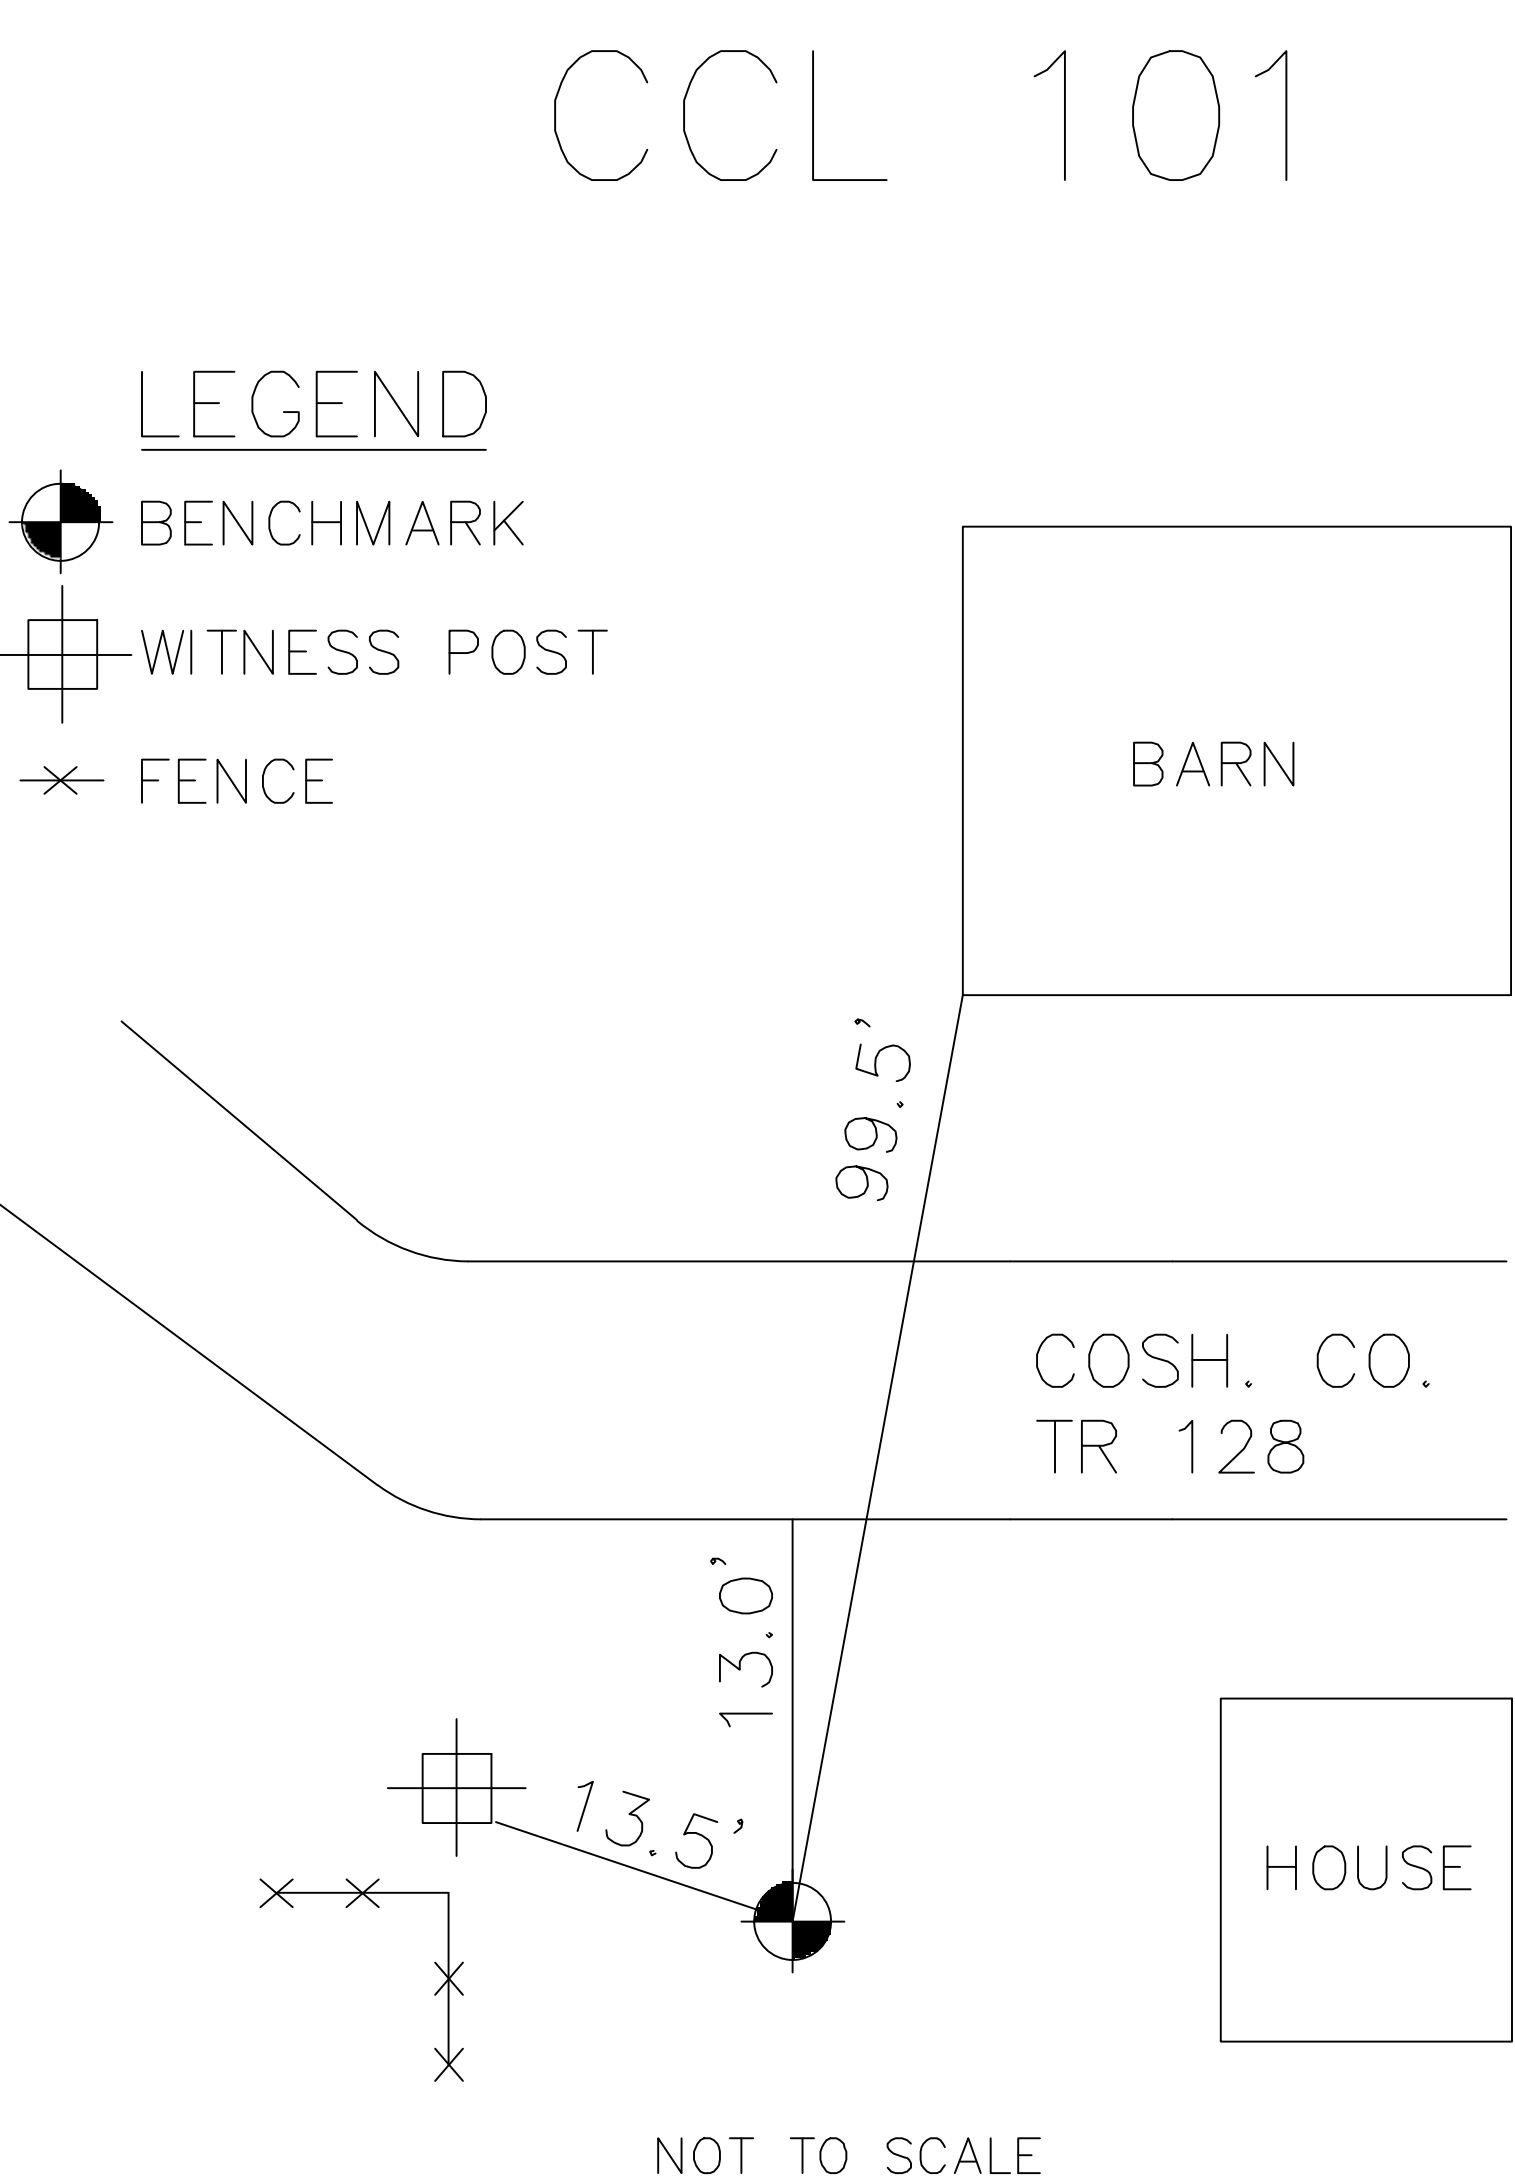 CCL 101
LEGEND
BENCHMARK
WITNESS POST
FENCE
BARN
99.5'
COSH. CO.
TR 128
13.0'
13.5'
HOUSE
NOT TO SCALE